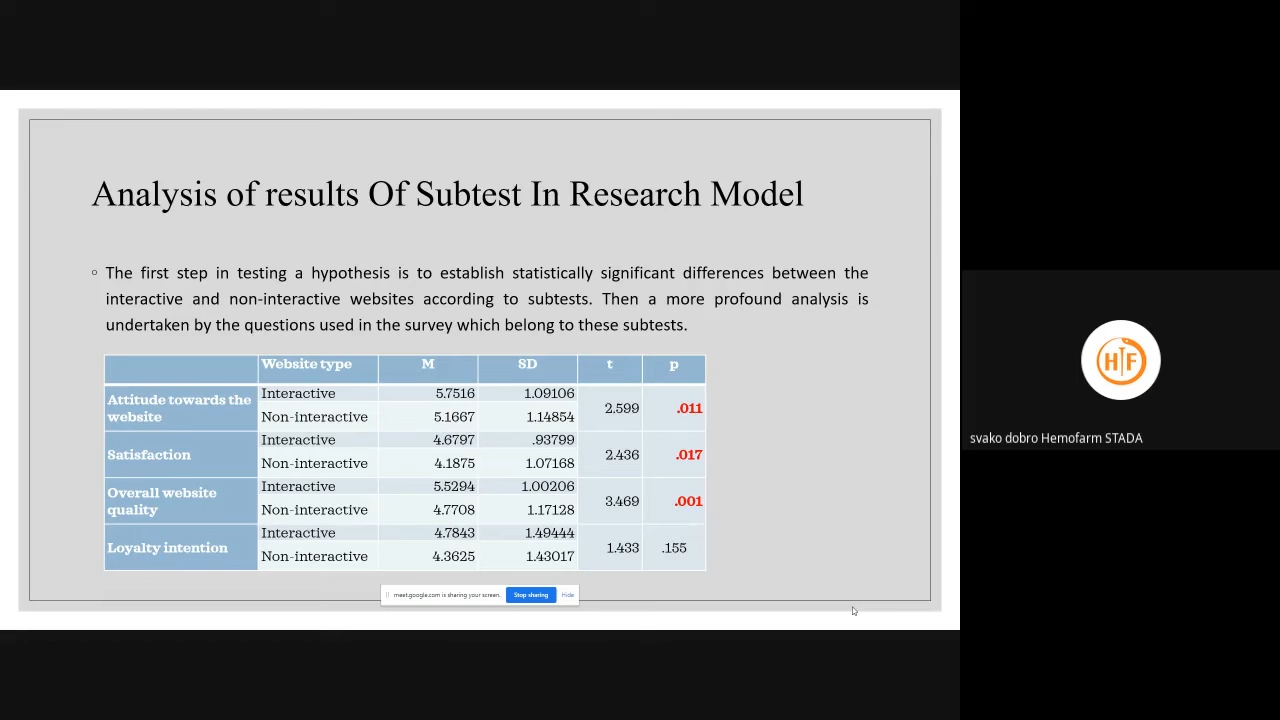 Analysis of results Of Subtest In Research Model
◦ The first step in testing a hypothesis is to establish statistically significant differences between the
interactive and non-interactive websites according to subtests. Then a more profound analysis is
undertaken by the questions used in the survey which belong to these subtests.
Website type M SD t p
Attitude towards the website Interactive 5.7516 1.09106 2.599 .011
Non-interactive 5.1667 1.14854
Satisfaction Interactive 4.6797 .93799 2.436 .017
Non-interactive 4.1875 1.07168
Overall website quality Interactive 5.5294 1.00206 3.469 .001
Non-interactive 4.7708 1.17128
Loyalty intention Interactive 4.7843 1.49444 1.433 .155
Non-interactive 4.3625 1.43017
meet.google.com is sharing your screen. Stop sharing Hide
HTF
svako dobro Hemofarm STADA